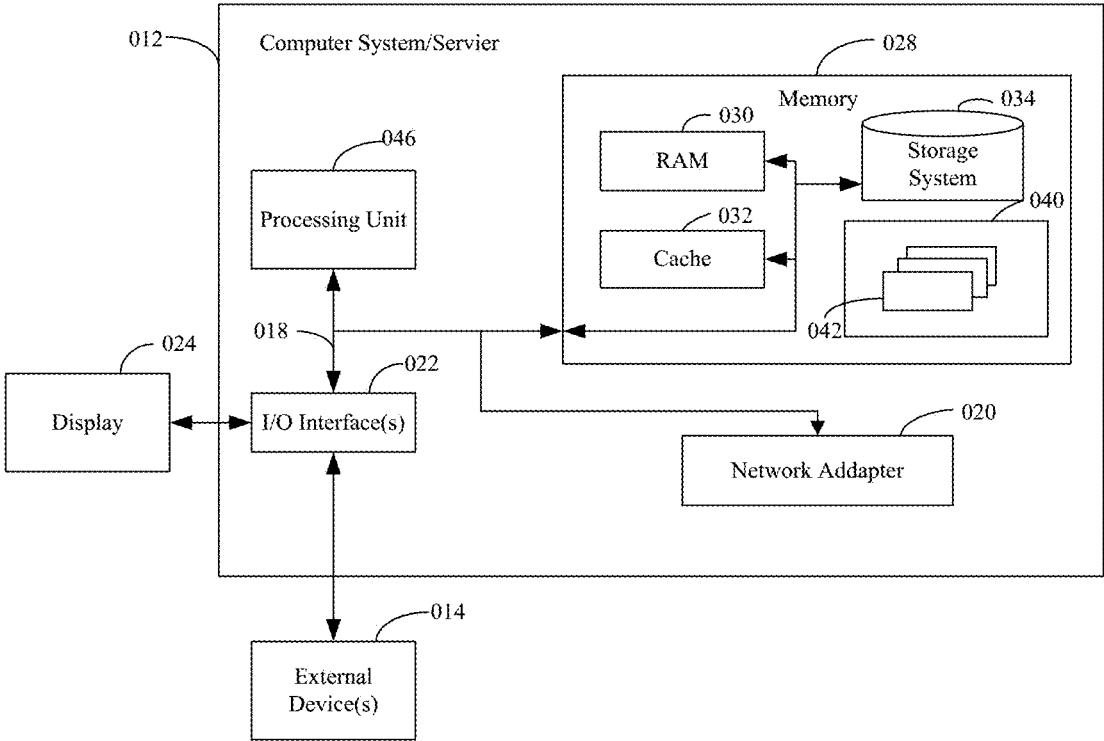 012
Computer System/Servier
028
Memory
034
030
RAM
Storage
System
046
Processing Unit
032
Cache
040
042
018
024
Display
022
I/O Interface(s)
020
Network Addapter
014
External
Device(s)